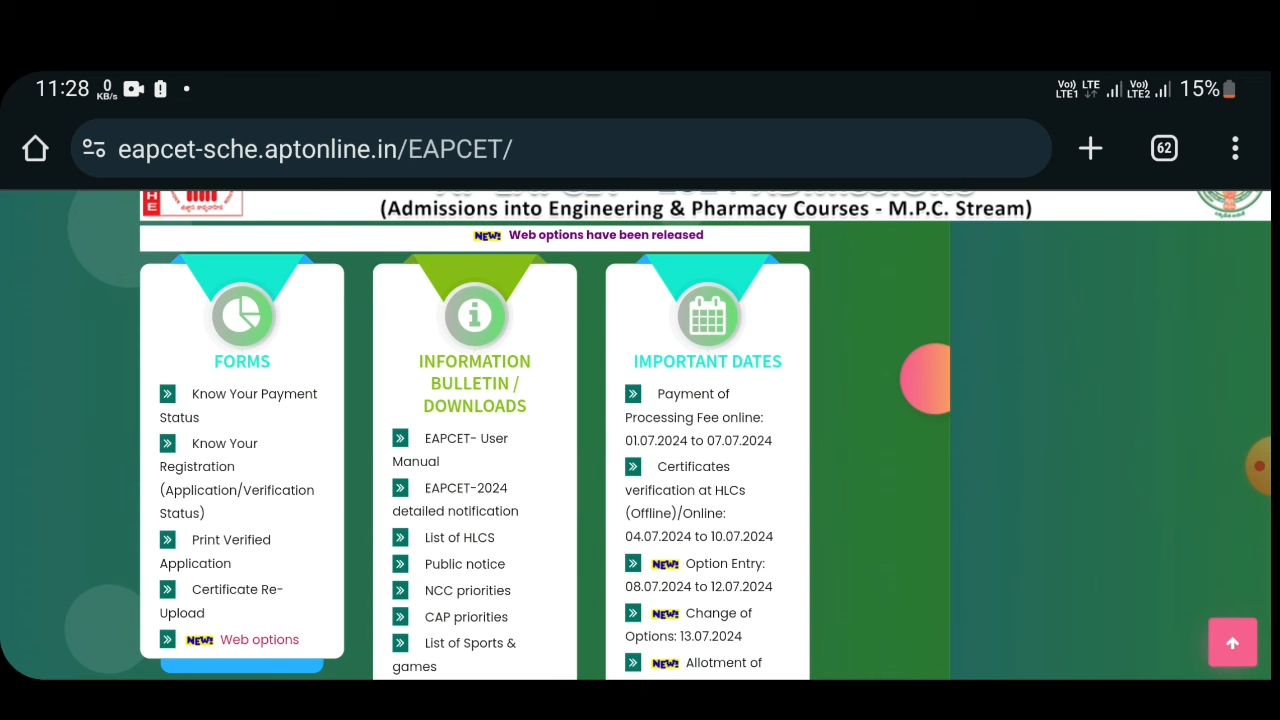 11:28 0 KB/s Vo)) LTE1 LTE Vo)) LTE2 15%
eapcet-sche.aptonline.in/EAPCET/ 62
H
E
(Admissions into Engineering & Pharmacy Courses - M.P.C. Stream)
NEW! Web options have been released
FORMS
Know Your Payment
Status
Know Your
Registration
(Application/Verification
Status)
Print Verified
Application
Certificate Re-
Upload
NEW! Web options
INFORMATION
BULLETIN /
DOWNLOADS
EAPCET- User
Manual
EAPCET-2024
detailed notification
List of HLCS
Public notice
NCC priorities
CAP priorities
List of Sports &
games
IMPORTANT DATES
Payment of
Processing Fee online:
01.07.2024 to 07.07.2024
Certificates
verification at HLCs
(Offline)/Online:
04.07.2024 to 10.07.2024
NEW! Option Entry:
08.07.2024 to 12.07.2024
NEW! Change of
Options: 13.07.2024
NEW! Allotment of